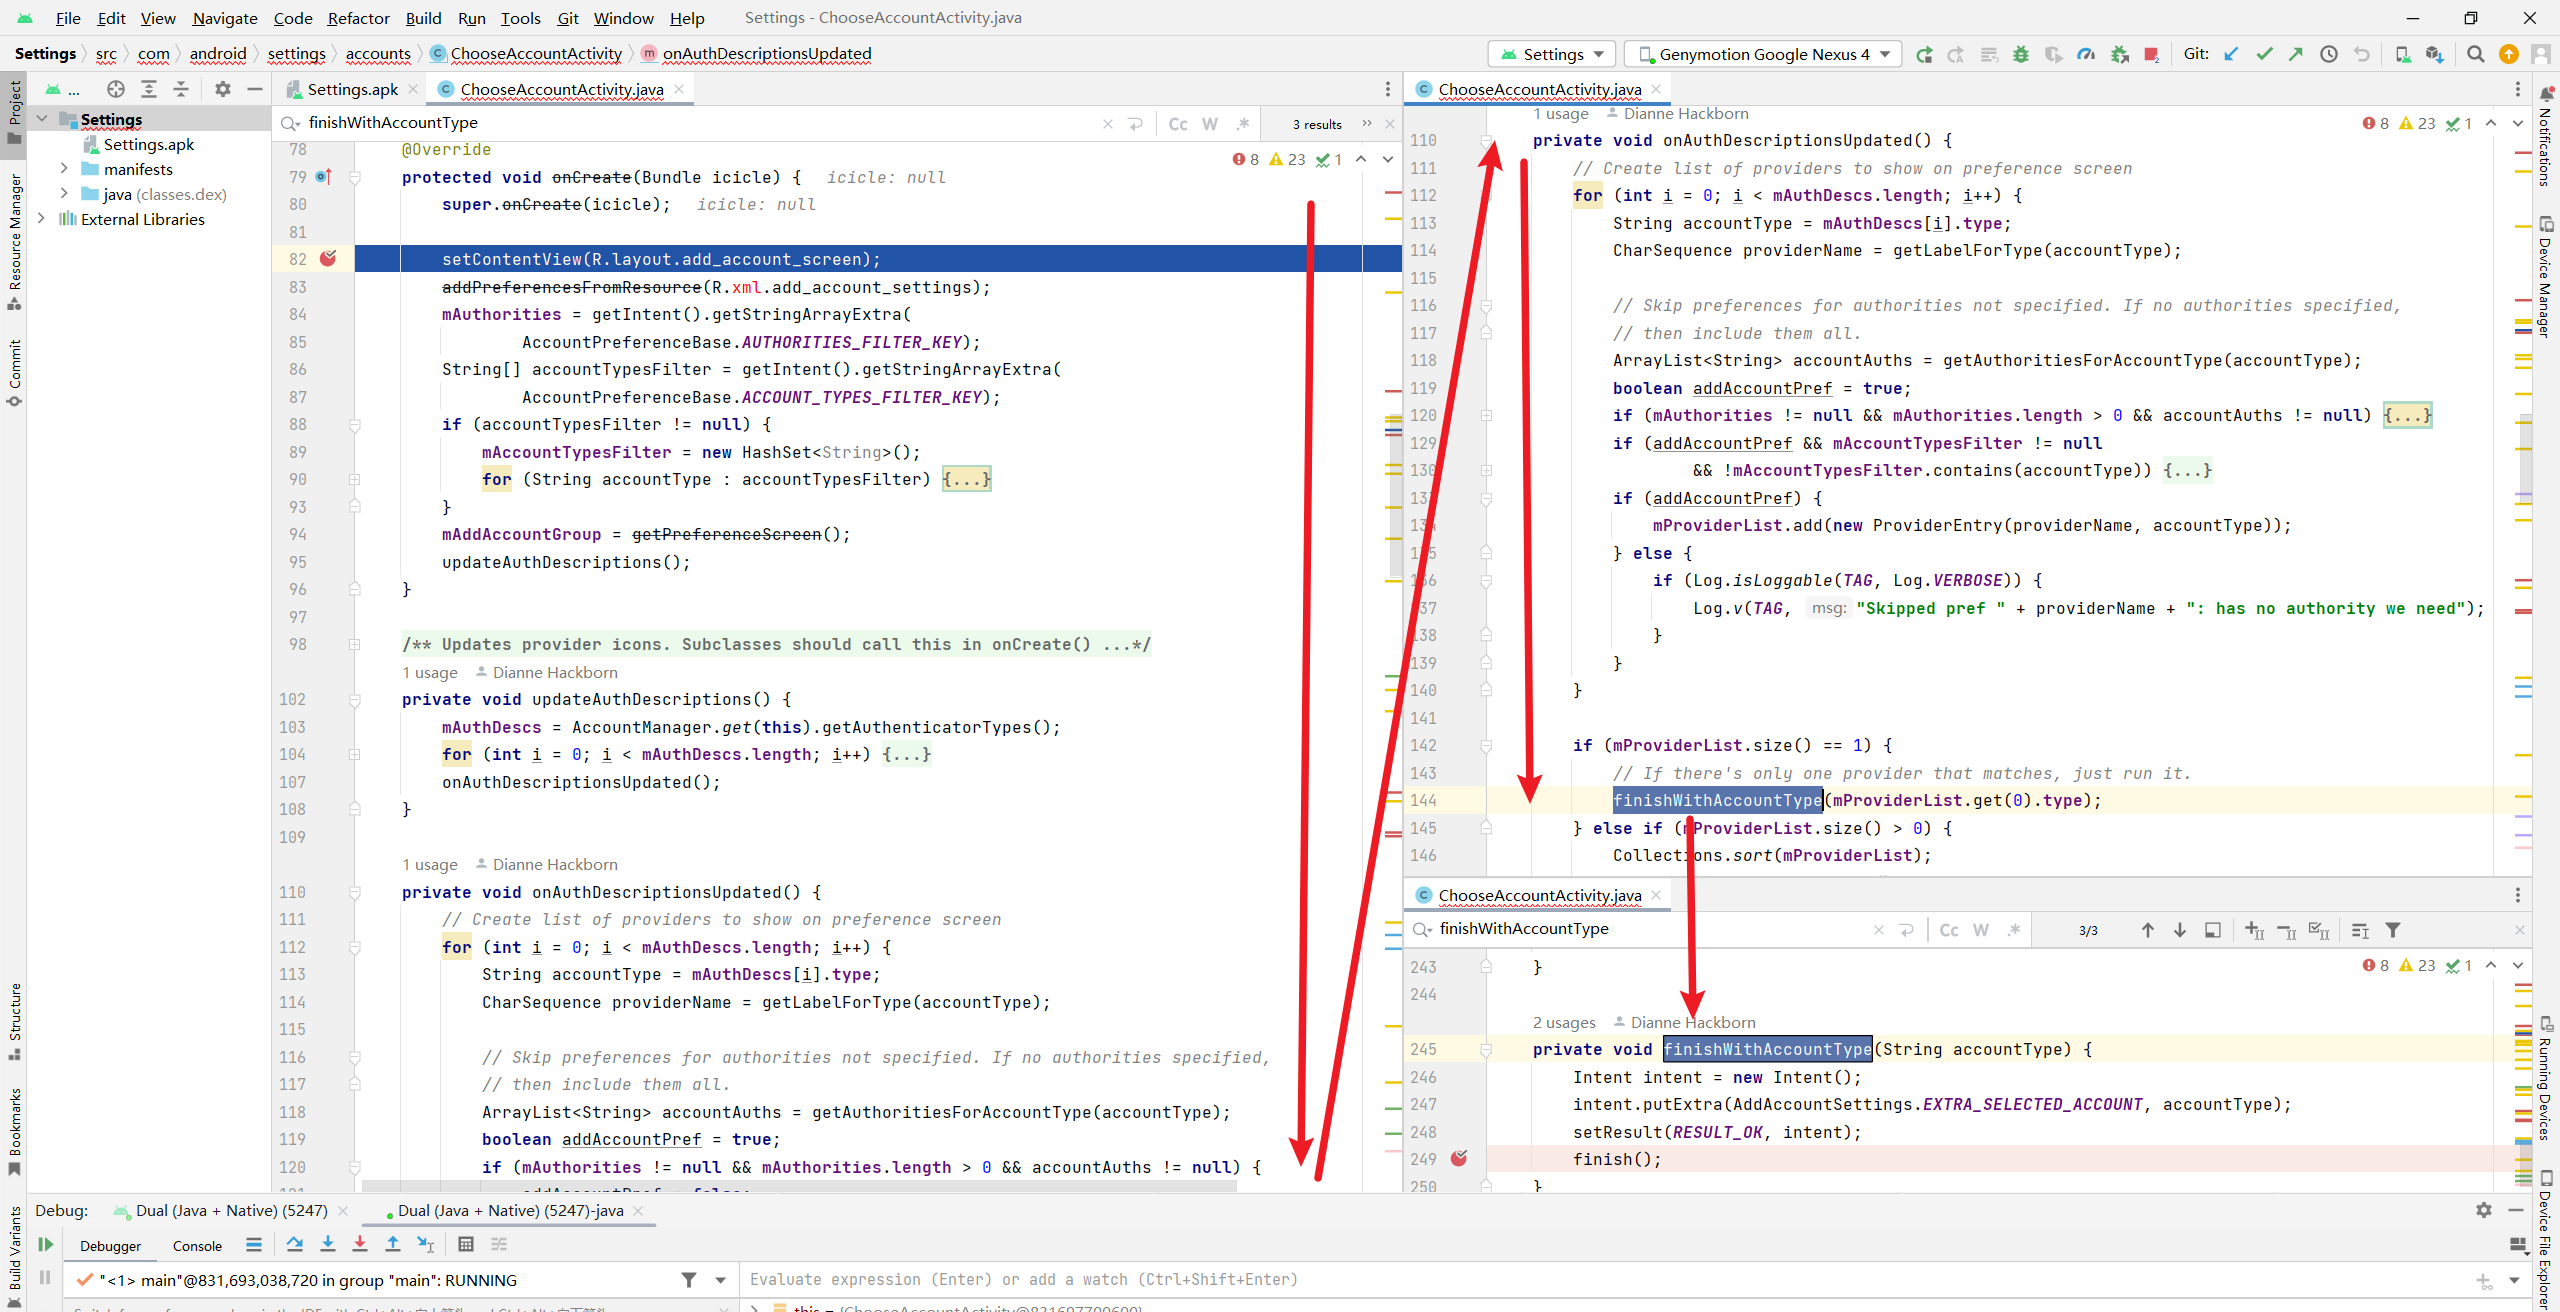 File Edit View Navigate Code Refactor Build Run Tools Git Window Help Settings - ChooseAccountActivity.java
Settings src com android settings accounts ChooseAccountActivity onAuthDescriptionsUpdated
Settings Genymotion Google Nexus 4 Git:
Project
Resource Manager
Commit
Structure
Bookmarks
Build Variants
...
Settings
Settings.apk
manifests
java (classes.dex)
External Libraries
Settings.apk ChooseAccountActivity.java
finishWithAccountType Cc W .* 3 results
8 23 1
78 @Override
79 protected void onCreate(Bundle icicle) { icicle: null
80 super.onCreate(icicle); icicle: null
81
82 setContentView(R.layout.add_account_screen);
83 addPreferencesFromResource(R.xml.add_account_settings);
84 mAuthorities = getIntent().getStringArrayExtra(
85 AccountPreferenceBase.AUTHORITIES_FILTER_KEY);
86 String[] accountTypesFilter = getIntent().getStringArrayExtra(
87 AccountPreferenceBase.ACCOUNT_TYPES_FILTER_KEY);
88 if (accountTypesFilter != null) {
89 mAccountTypesFilter = new HashSet<String>();
90 for (String accountType : accountTypesFilter) {...}
93 }
94 mAddAccountGroup = getPreferenceScreen();
95 updateAuthDescriptions();
96 }
97
98 /** Updates provider icons. Subclasses should call this in onCreate() ...*/
1 usage Dianne Hackborn
102 private void updateAuthDescriptions() {
103 mAuthDescs = AccountManager.get(this).getAuthenticatorTypes();
104 for (int i = 0; i < mAuthDescs.length; i++) {...}
107 onAuthDescriptionsUpdated();
108 }
109
1 usage Dianne Hackborn
110 private void onAuthDescriptionsUpdated() {
111 // Create list of providers to show on preference screen
112 for (int i = 0; i < mAuthDescs.length; i++) {
113 String accountType = mAuthDescs[i].type;
114 CharSequence providerName = getLabelForType(accountType);
115
116 // Skip preferences for authorities not specified. If no authorities specified,
117 // then include them all.
118 ArrayList<String> accountAuths = getAuthoritiesForAccountType(accountType);
119 boolean addAccountPref = true;
120 if (mAuthorities != null && mAuthorities.length > 0 && accountAuths != null) {
ChooseAccountActivity.java
1 usage Dianne Hackborn
8 23 1
110 private void onAuthDescriptionsUpdated() {
111 // Create list of providers to show on preference screen
112 for (int i = 0; i < mAuthDescs.length; i++) {
113 String accountType = mAuthDescs[i].type;
114 CharSequence providerName = getLabelForType(accountType);
115
116 // Skip preferences for authorities not specified. If no authorities specified,
117 // then include them all.
118 ArrayList<String> accountAuths = getAuthoritiesForAccountType(accountType);
119 boolean addAccountPref = true;
120 if (mAuthorities != null && mAuthorities.length > 0 && accountAuths != null) {...}
129 if (addAccountPref && mAccountTypesFilter != null
130 && !mAccountTypesFilter.contains(accountType)) {...}
if (addAccountPref) {
mProviderList.add(new ProviderEntry(providerName, accountType));
} else {
if (Log.isLoggable(TAG, Log.VERBOSE)) {
Log.v(TAG, msg: "Skipped pref " + providerName + ": has no authority we need");
138 }
139 }
140 }
141
142 if (mProviderList.size() == 1) {
143 // If there's only one provider that matches, just run it.
144 finishWithAccountType(mProviderList.get(0).type);
145 } else if (mProviderList.size() > 0) {
146 Collections.sort(mProviderList);
ChooseAccountActivity.java
finishWithAccountType Cc W .* 3/3
8 23 1
243 }
244
2 usages Dianne Hackborn
245 private void finishWithAccountType(String accountType) {
246 Intent intent = new Intent();
247 intent.putExtra(AddAccountSettings.EXTRA_SELECTED_ACCOUNT, accountType);
248 setResult(RESULT_OK, intent);
249 finish();
250 }
Notifications
Device Manager
Running Devices
Device File Explorer
Debug: Dual (Java + Native) (5247) Dual (Java + Native) (5247)-java
Debugger Console
"<1> main"@831,693,038,720 in group "main": RUNNING
Evaluate expression (Enter) or add a watch (Ctrl+Shift+Enter)